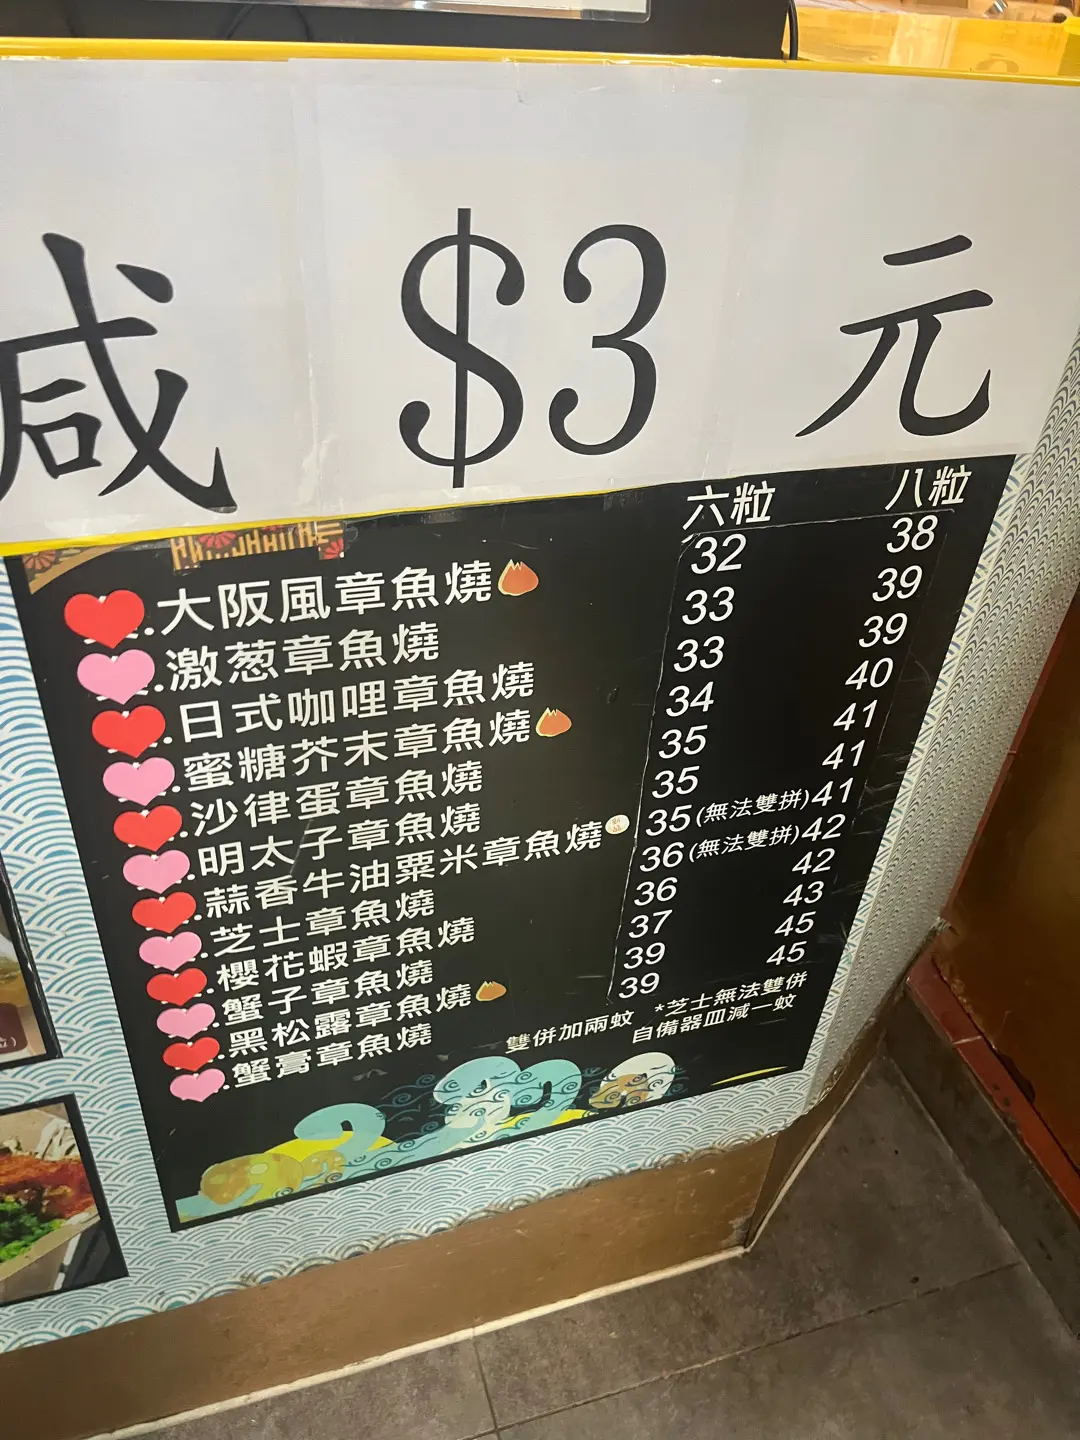 減 $3 元
六粒 八粒
大阪風章魚燒 32 38
激葱章魚燒 33 39
日式咖哩章魚燒 33 39
蜜糖芥末章魚燒 34 40
沙律蛋章魚燒 35 41
明太子章魚燒 35 41
蒜香牛油粟米章魚燒 35 (無法雙拼) 41
芝士章魚燒 36 (無法雙拼) 42
櫻花蝦章魚燒 36 42
蟹子章魚燒 37 43
黑松露章魚燒 39 45
蟹膏章魚燒 39 45
雙併加兩蚊 *芝士無法雙併
自備器皿減一蚊